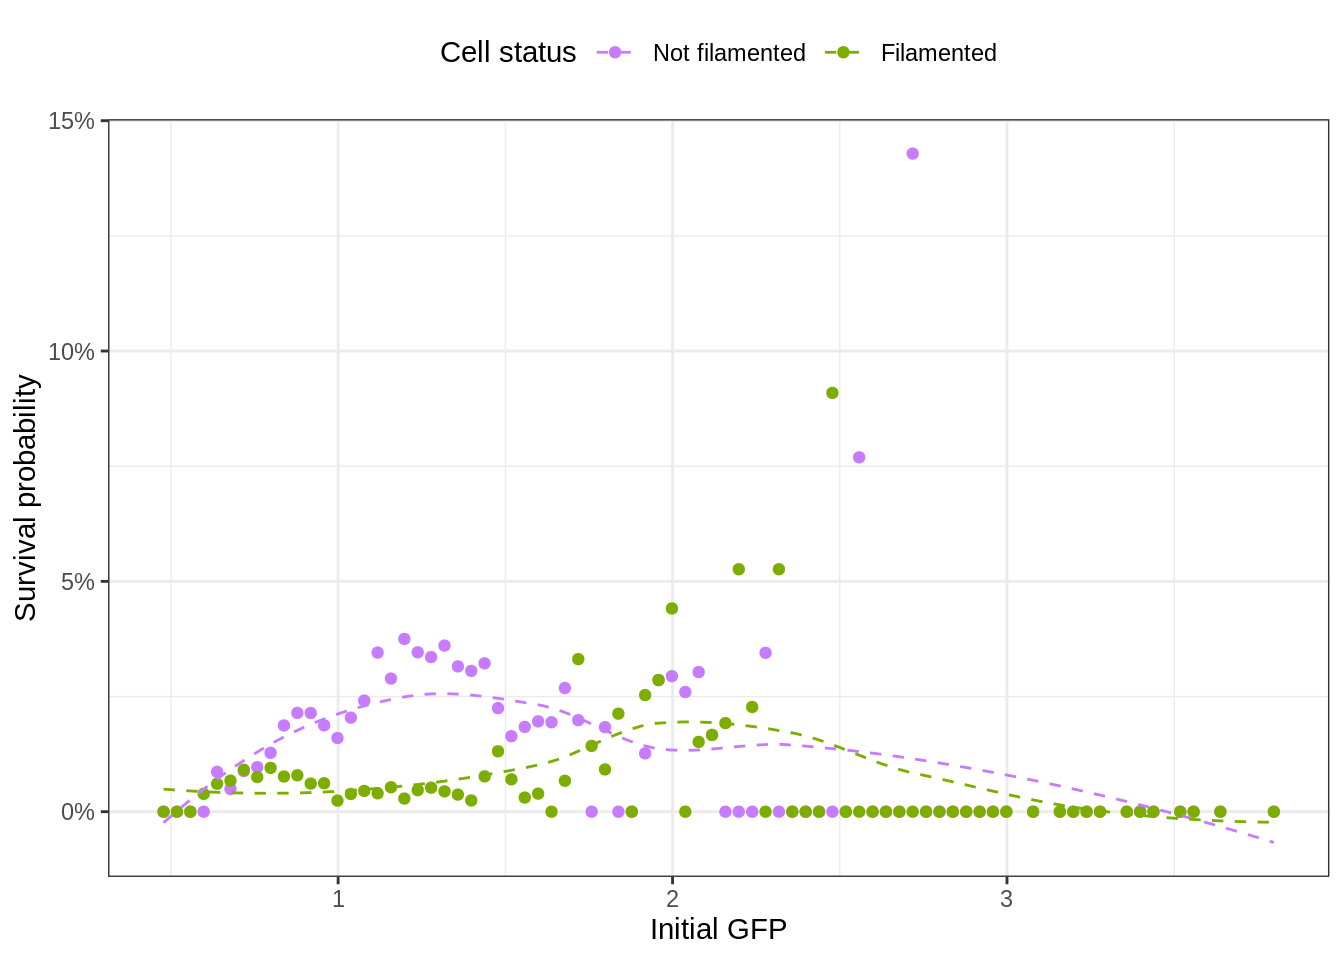 Cell status Not filamented Filamented
15%
10%
5%
0%
Survival probability
1 2 3
Initial GFP